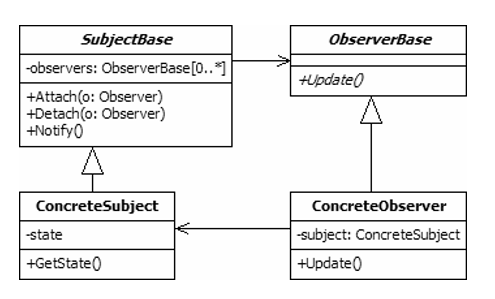 SubjectBase
-observers: ObserverBase[0..*]
+Attach(o: Observer)
+Detach(o: Observer)
+Notify()
ObserverBase
+Update()
ConcreteSubject
-state
+GetState()
ConcreteObserver
-subject: ConcreteSubject
+Update()